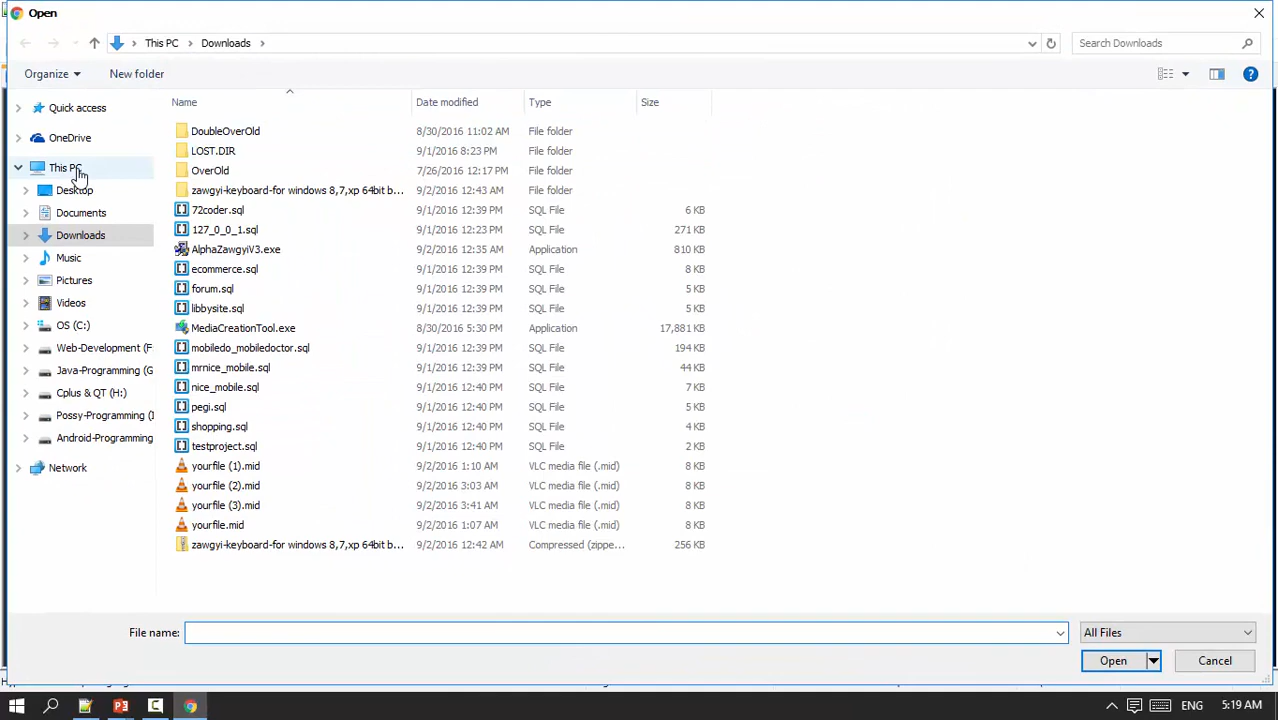 Open
This PC
Downloads
Search Downloads
Organize
New folder
Quick access
OneDrive
This PC
Desktop
Documents
Downloads
Music
Pictures
Videos
OS (C:)
Web-Development (F
Java-Programming (G
Cplus & QT (H:)
Possy-Programming (I
Android-Programming
Network
Name Date modified Type Size
DoubleOverOld 8/30/2016 11:02 AM File folder
LOST.DIR 9/1/2016 8:23 PM File folder
OverOld 7/26/2016 12:17 PM File folder
zawgyi-keyboard-for windows 8,7,xp 64bit b... 9/2/2016 12:43 AM File folder
72coder.sql 9/1/2016 12:39 PM SQL File 6 KB
127_0_0_1.sql 9/1/2016 12:23 PM SQL File 271 KB
AlphaZawgyiV3.exe 9/2/2016 12:35 AM Application 810 KB
ecommerce.sql 9/1/2016 12:39 PM SQL File 8 KB
forum.sql 9/1/2016 12:39 PM SQL File 5 KB
libbysite.sql 9/1/2016 12:39 PM SQL File 5 KB
MediaCreationTool.exe 8/30/2016 5:30 PM Application 17,881 KB
mobiledo_mobiledoctor.sql 9/1/2016 12:39 PM SQL File 194 KB
mrnice_mobile.sql 9/1/2016 12:39 PM SQL File 44 KB
nice_mobile.sql 9/1/2016 12:40 PM SQL File 7 KB
pegi.sql 9/1/2016 12:40 PM SQL File 5 KB
shopping.sql 9/1/2016 12:40 PM SQL File 4 KB
testproject.sql 9/1/2016 12:40 PM SQL File 2 KB
yourfile (1).mid 9/2/2016 1:10 AM VLC media file (.mid) 8 KB
yourfile (2).mid 9/2/2016 3:03 AM VLC media file (.mid) 8 KB
yourfile (3).mid 9/2/2016 3:41 AM VLC media file (.mid) 8 KB
yourfile.mid 9/2/2016 1:07 AM VLC media file (.mid) 8 KB
zawgyi-keyboard-for windows 8,7,xp 64bit b... 9/2/2016 12:42 AM Compressed (zippe... 256 KB
File name:
All Files
Open
Cancel
ENG 5:19 AM